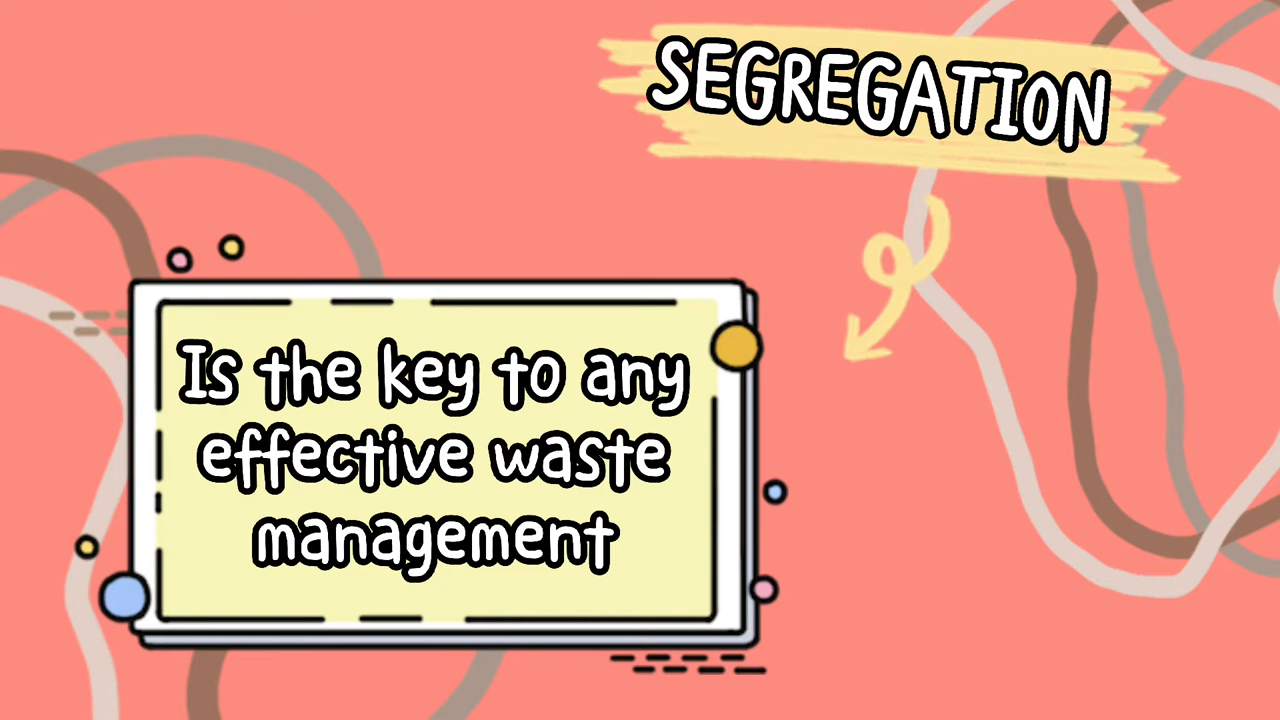 SEGREGATION
Is the key to any
effective waste
management